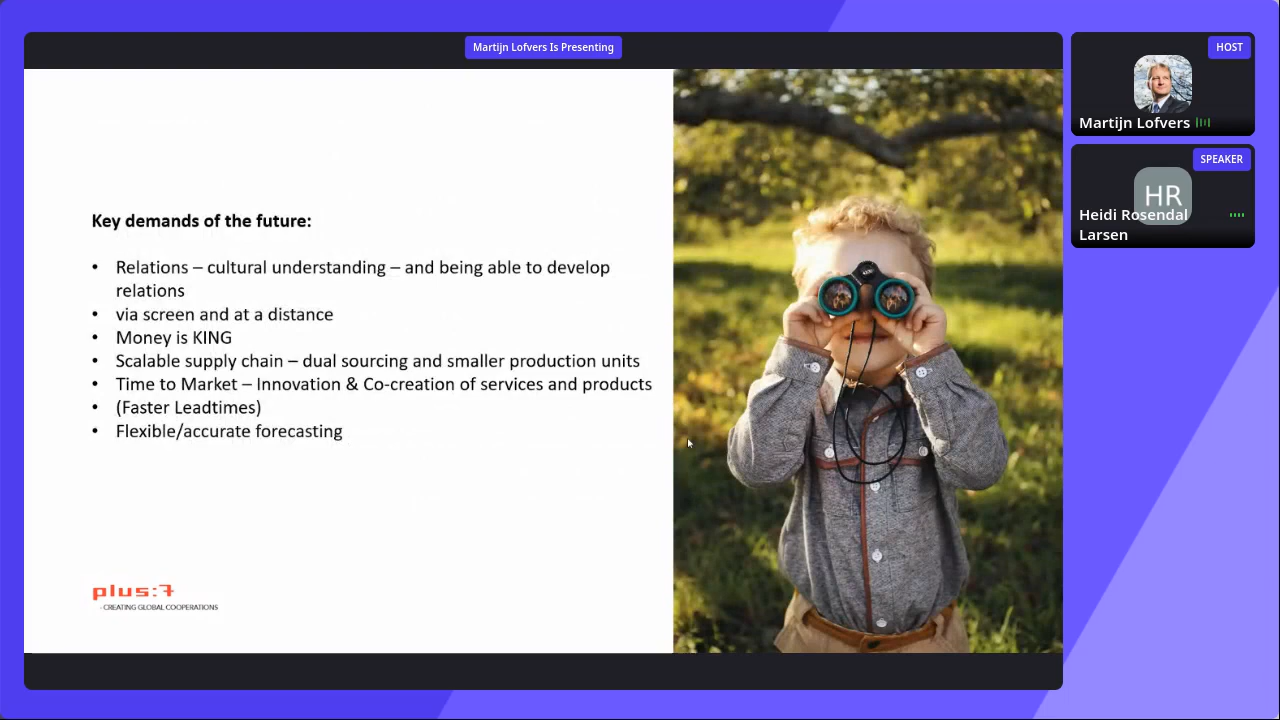 Martijn Lofvers Is Presenting
HOST
Martijn Lofvers
SPEAKER
HR
Heidi Rosendal
Larsen
Key demands of the future:
• Relations – cultural understanding – and being able to develop
relations
• via screen and at a distance
• Money is KING
• Scalable supply chain – dual sourcing and smaller production units
• Time to Market – Innovation & Co-creation of services and products
• (Faster Leadtimes)
• Flexible/accurate forecasting
plus:7
- CREATING GLOBAL COOPERATIONS